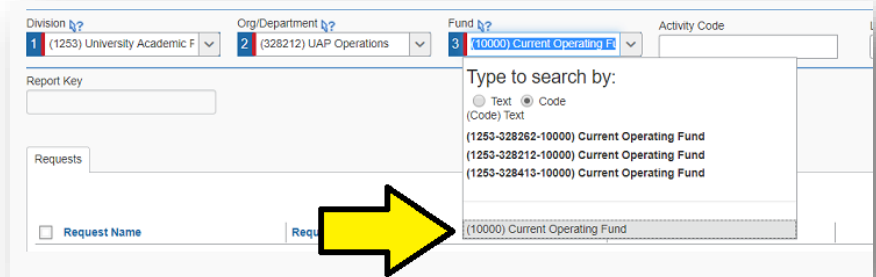 Division ?
Org/Department ?
Fund ?
Activity Code
1 (1253) University Academic F
2 (328212) UAP Operations
3 (10000) Current Operating Fu
Report Key
Type to search by:
Text Code
(Code) Text
(1253-328262-10000) Current Operating Fund
(1253-328212-10000) Current Operating Fund
(1253-328413-10000) Current Operating Fund
Requests
(10000) Current Operating Fund
Request Name
Requ